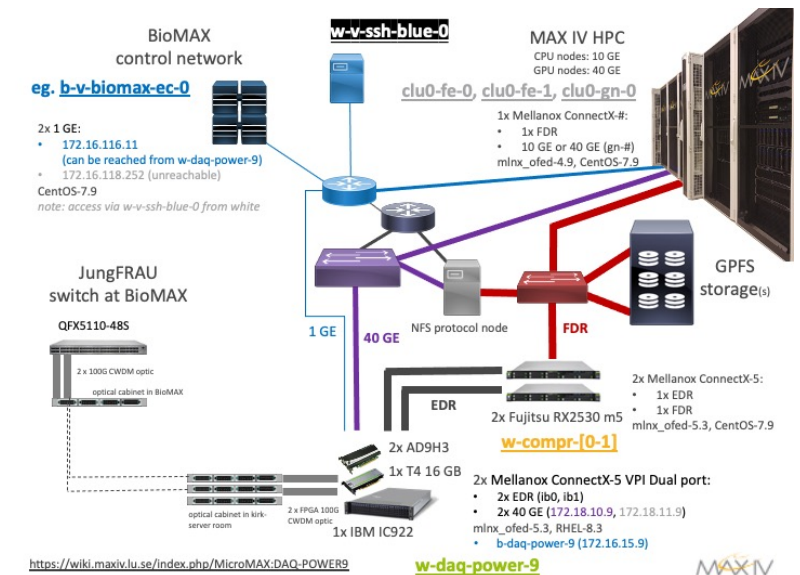 BioMAX
control network
eg. b-v-biomax-ec-0
2x 1 GE:
• 172.16.116.11
(can be reached from w-daq-power-9)
• 172.16.118.252 (unreachable)
CentOS-7.9
note: access via w-v-ssh-blue-0 from white
w-v-ssh-blue-0
MAX IV HPC
CPU nodes: 10 GE
GPU nodes: 40 GE
clu0-fe-0, clu0-fe-1, clu0-gn-0
1x Mellanox ConnectX-#:
• 1x FDR
• 10 GE or 40 GE (gn-#)
mlnx_ofed-4.9, CentOS-7.9
MAXIV
MAXIV
JungFRAU
switch at BioMAX
QFX5110-48S
2 x 100G CWDM optic
optical cabinet in BioMAX
1 GE
40 GE
NFS protocol node
FDR
GPFS
storage(s)
EDR
2x Fujitsu RX2530 m5
w-compr-[0-1]
2x Mellanox ConnectX-5:
• 1x EDR
• 1x FDR
mlnx_ofed-5.3, CentOS-7.9
2x AD9H3
1x T4 16 GB
optical cabinet in kirk-
server room
2 x FPGA 100G
CWDM optic
1x IBM IC922
2x Mellanox ConnectX-5 VPI Dual port:
• 2x EDR (ib0, ib1)
• 2x 40 GE (172.18.10.9, 172.18.11.9)
mlnx_ofed-5.3, RHEL-8.3
• b-daq-power-9 (172.16.15.9)
https://wiki.maxiv.lu.se/index.php/MicroMAX:DAQ-POWER9
w-daq-power-9
MAXIV